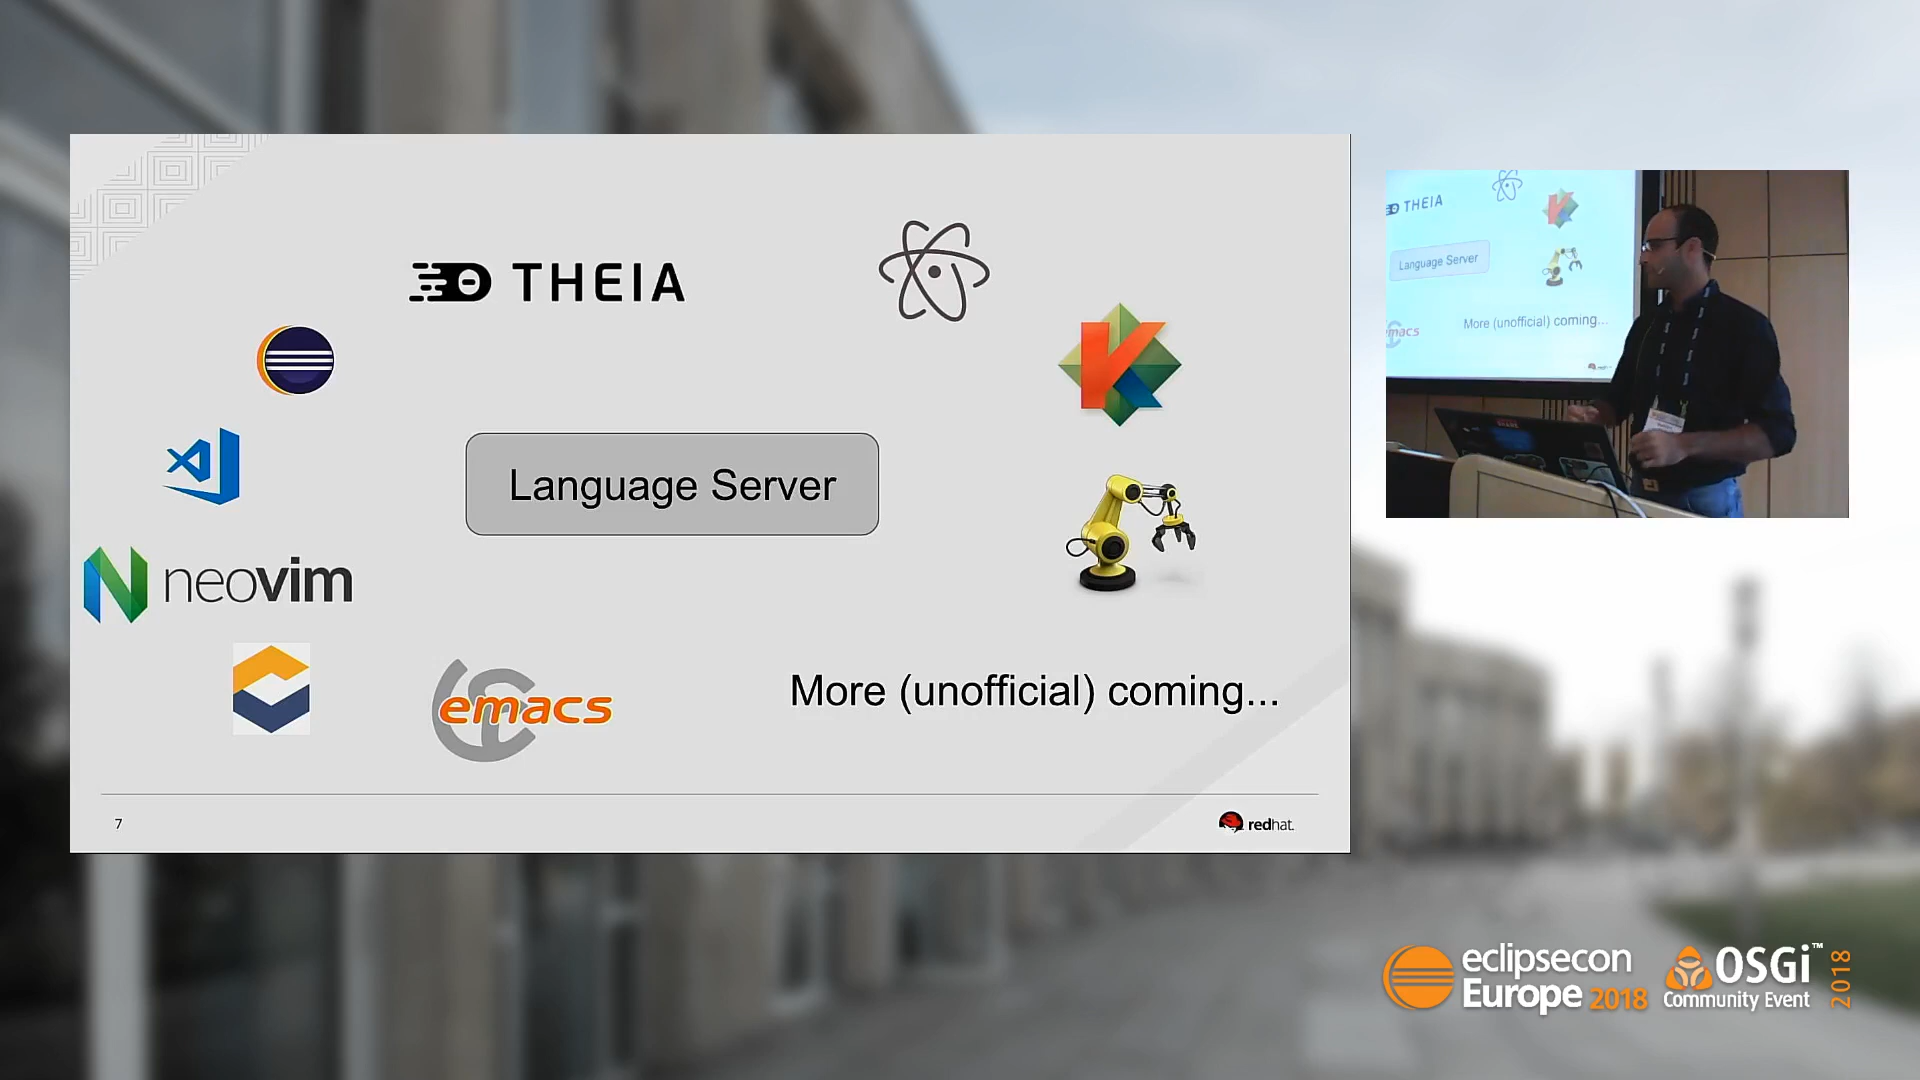 THEIA
Language Server
neovim
emacs
More (unofficial) coming...
7
redhat.
THEIA
Language Server
emacs
More (unofficial) coming...
eclipsecon
Europe 2018
OSGi™
Community Event
2018